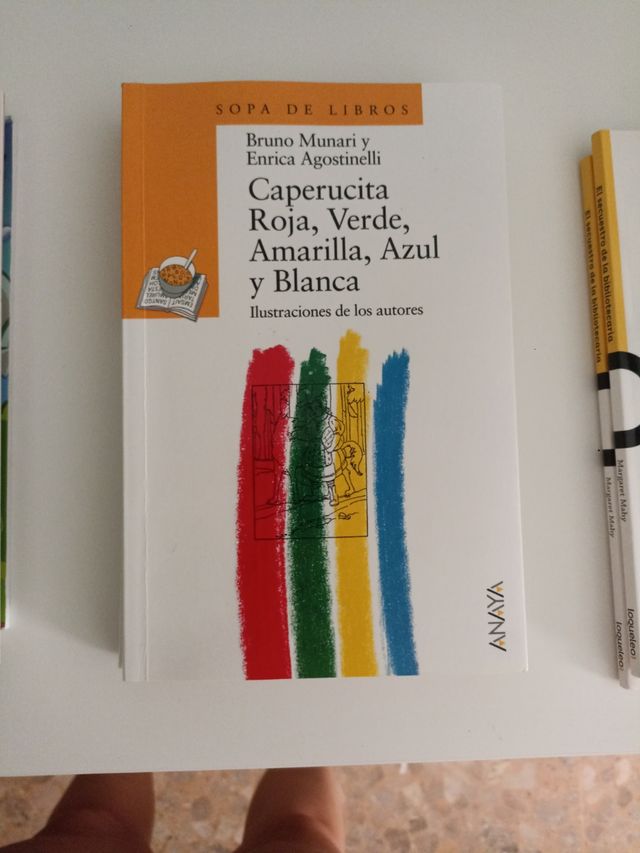 SOPA DE LIBROS
Bruno Munari y
Enrica Agostinelli
Caperucita
Roja, Verde,
Amarilla, Azul
y Blanca
Ilustraciones de los autores
ANAYA
El secuestro de la bibliotecaria
Margaret Mahy
loqueleo
El secuestro de la bibliotecaria
Margaret Mahy
loqueleo